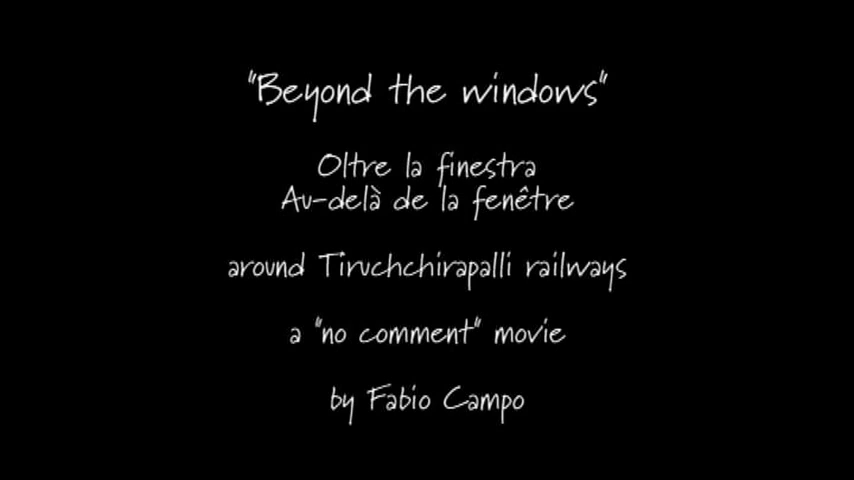 "Beyond the windows"
Oltre la finestra
Au-delà de la fenêtre
around Tiruchchirapalli railways
a "no comment" movie
by Fabio Campo